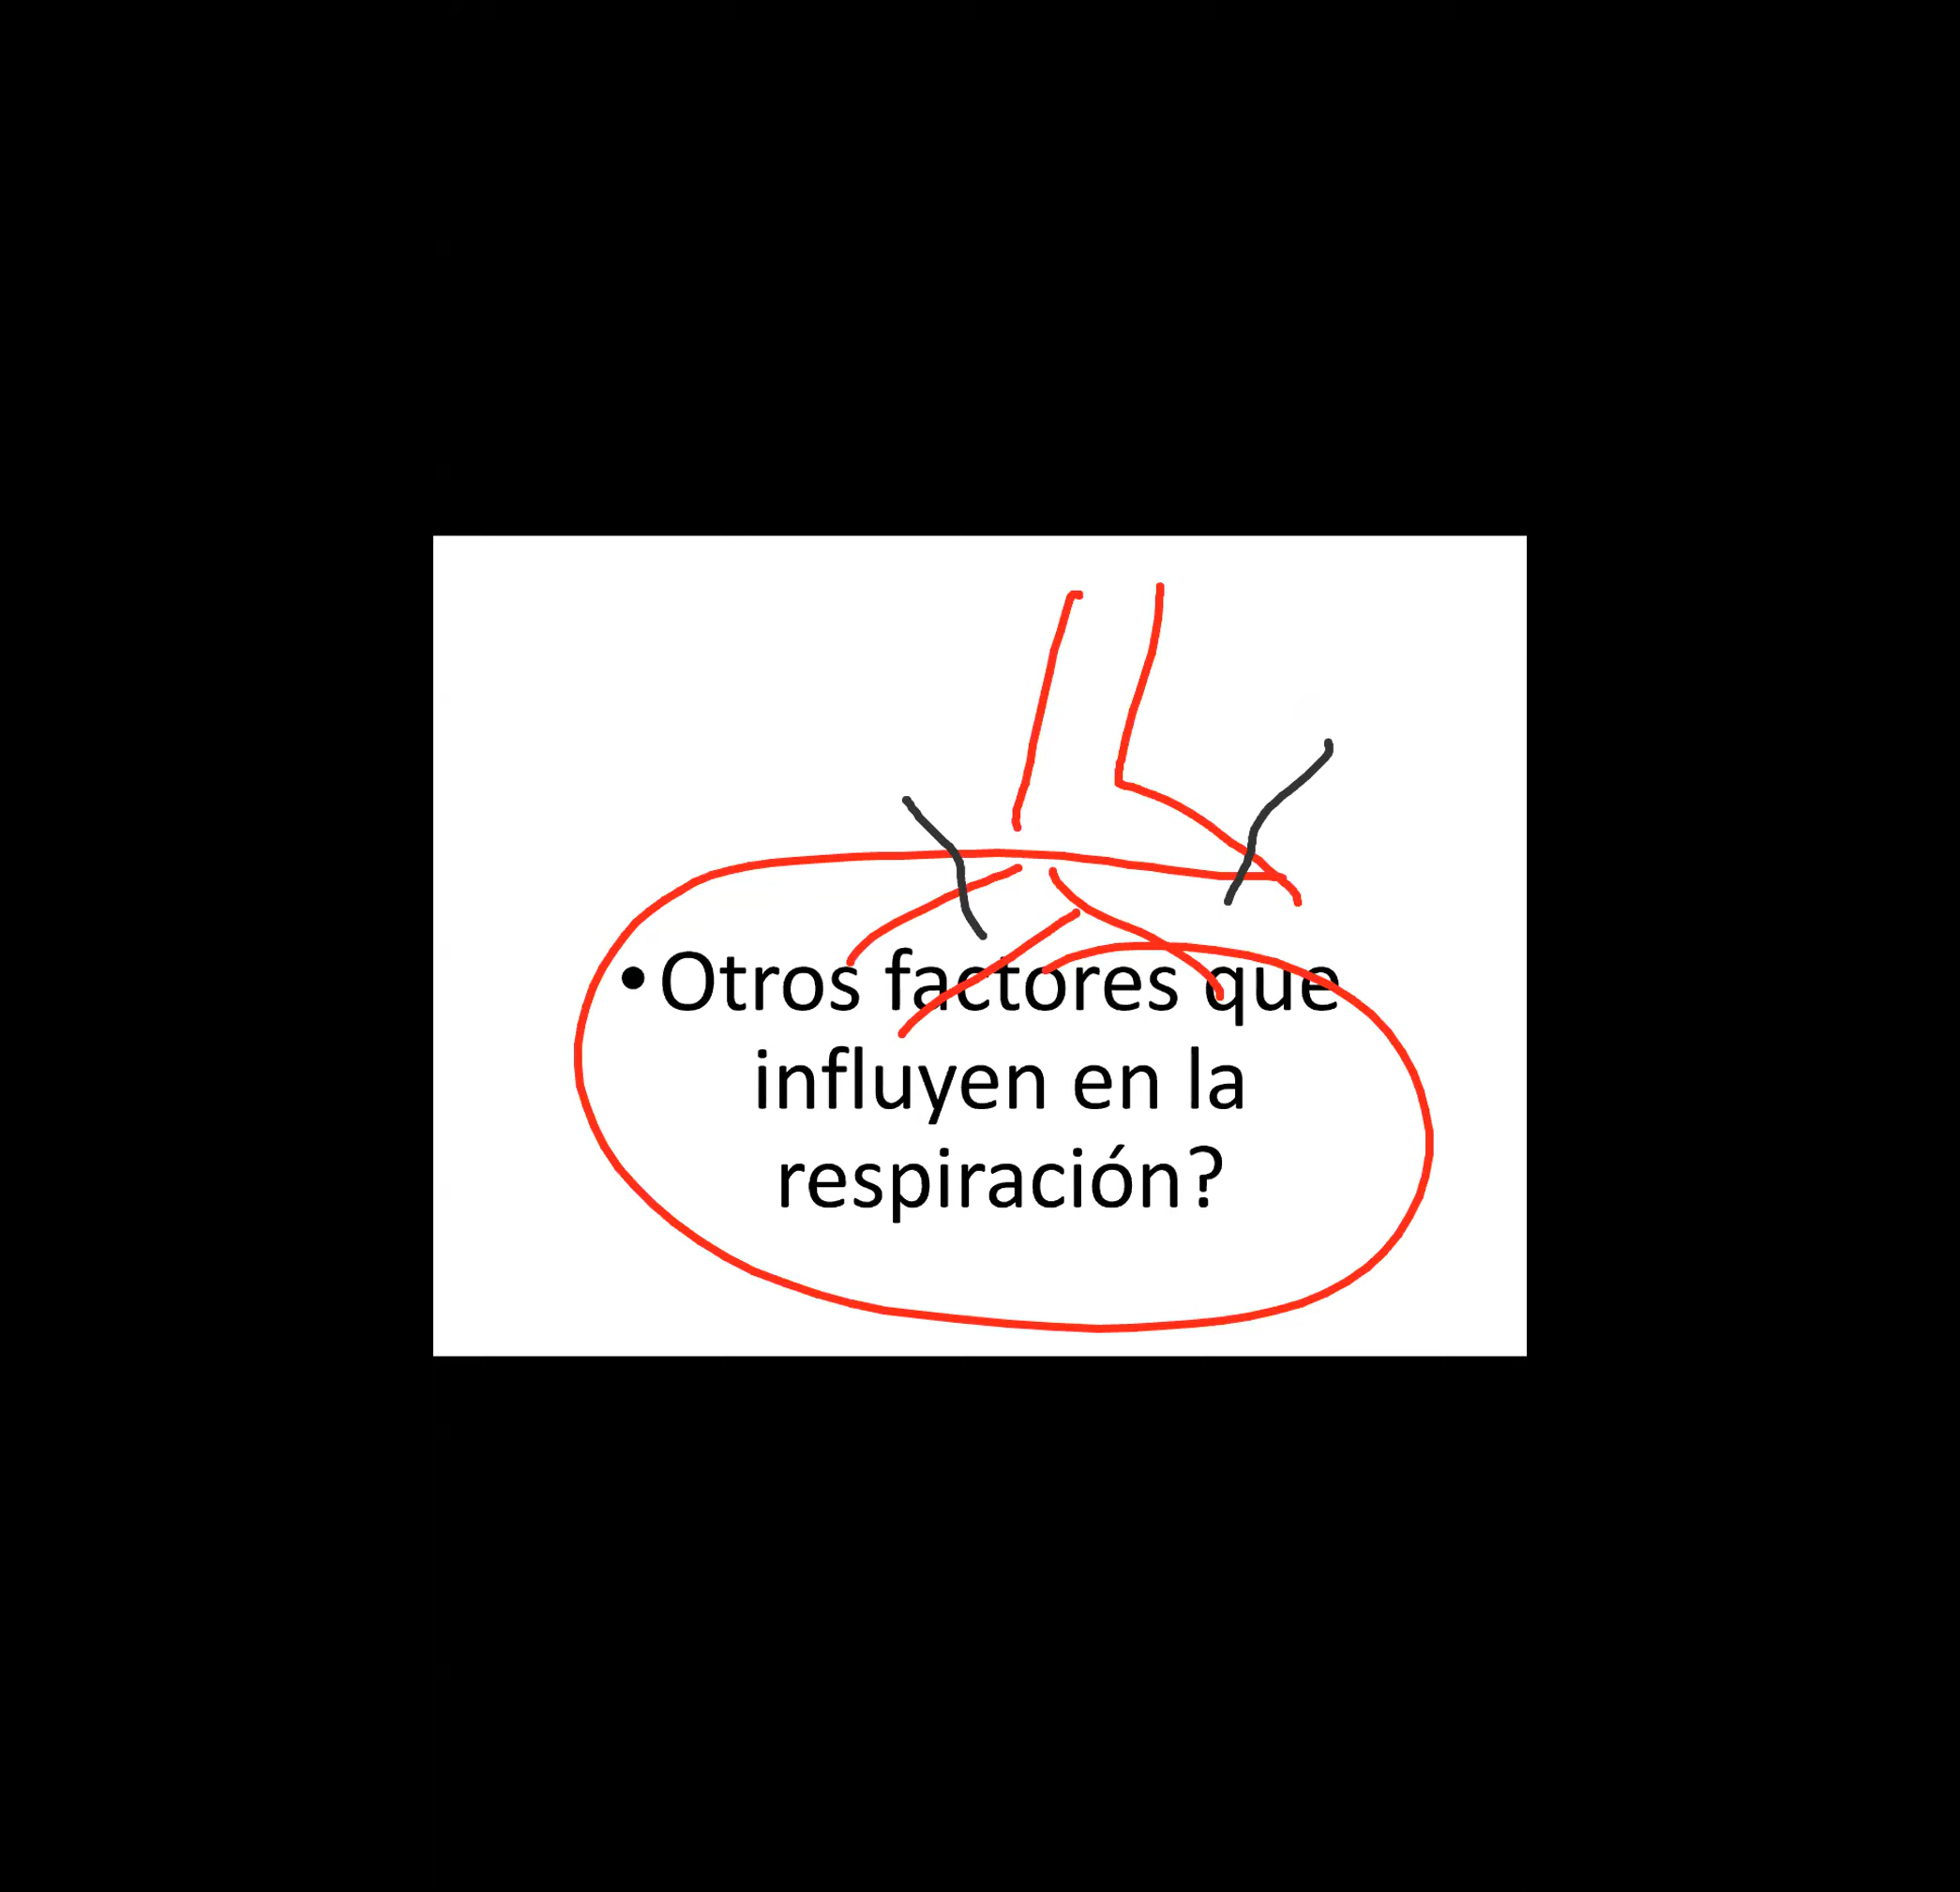 • Otros factores que
influyen en la
respiración?